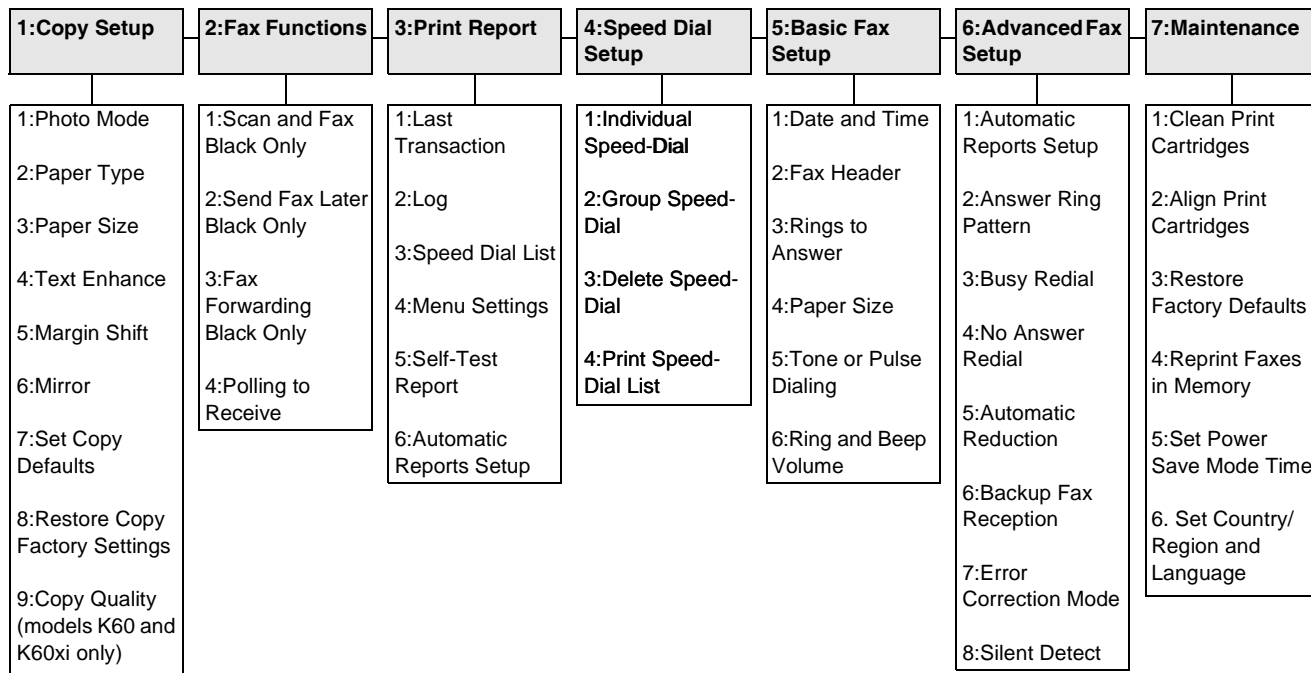 1:Copy Setup
2:Fax Functions
3:Print Report
4:Speed Dial
Setup
5:Basic Fax
Setup
6:Advanced Fax
Setup
7:Maintenance
1:Photo Mode
2:Paper Type
3:Paper Size
4:Text Enhance
5:Margin Shift
6:Mirror
7:Set Copy
Defaults
8:Restore Copy
Factory Settings
9:Copy Quality
(models K60 and
K60xi only)
1:Scan and Fax
Black Only
2:Send Fax Later
Black Only
3:Fax
Forwarding
Black Only
4:Polling to
Receive
1:Last
Transaction
2:Log
3:Speed Dial List
4:Menu Settings
5:Self-Test
Report
6:Automatic
Reports Setup
1:Individual
Speed-Dial
2:Group Speed-
Dial
3:Delete Speed-
Dial
4:Print Speed-
Dial List
1:Date and Time
2:Fax Header
3:Rings to
Answer
4:Paper Size
5:Tone or Pulse
Dialing
6:Ring and Beep
Volume
1:Automatic
Reports Setup
2:Answer Ring
Pattern
3:Busy Redial
4:No Answer
Redial
5:Automatic
Reduction
6:Backup Fax
Reception
7:Error
Correction Mode
8:Silent Detect
1:Clean Print
Cartridges
2:Align Print
Cartridges
3:Restore
Factory Defaults
4:Reprint Faxes
in Memory
5:Set Power
Save Mode Time
6. Set Country/
Region and
Language